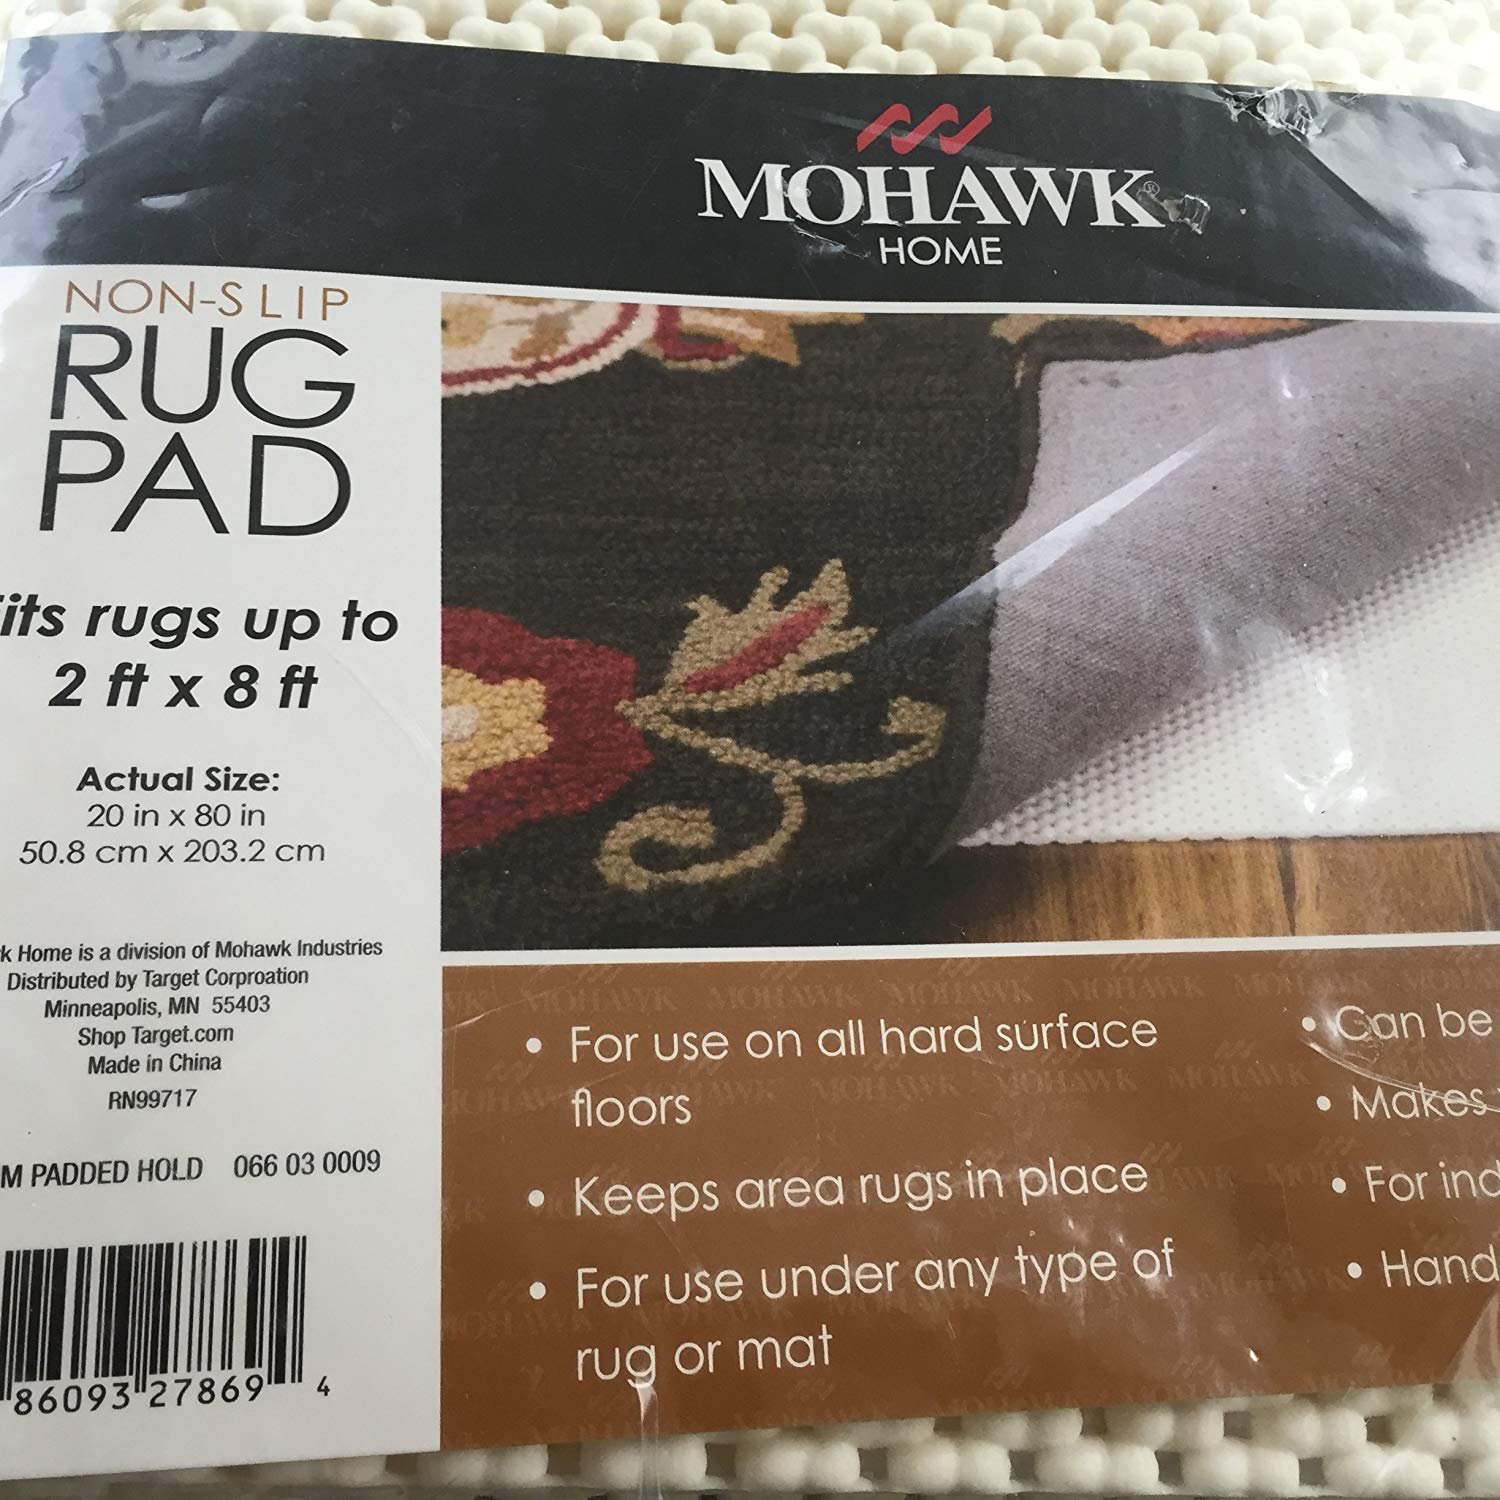 MOHAWK®
HOME
NON-SLIP
RUG
PAD
its rugs up to
2 ft x 8 ft
Actual Size:
20 in x 80 in
50.8 cm x 203.2 cm
k Home is a division of Mohawk Industries
Distributed by Target Corproation
Minneapolis, MN 55403
Shop Target.com
Made in China
RN99717
M PADDED HOLD 066 03 0009
86093 27869 4
• For use on all hard surface
floors
• Keeps area rugs in place
• For use under any type of
rug or mat
• Can be
• Makes
• For ind
• Hand